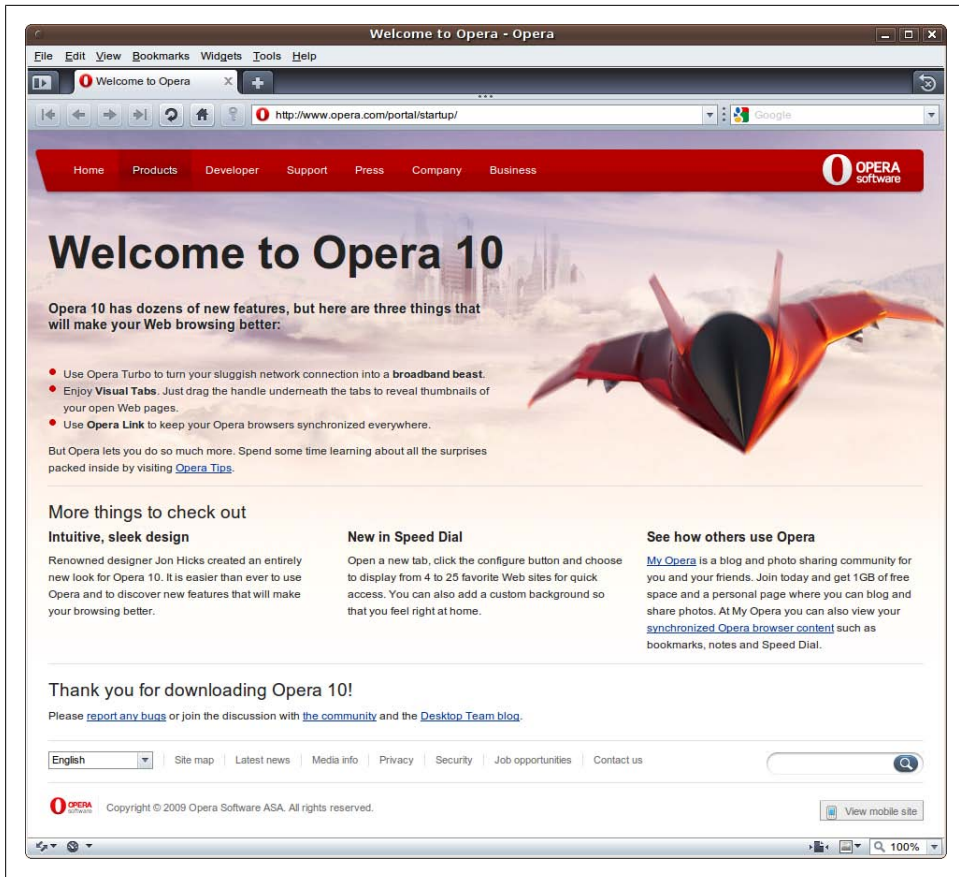 Welcome to Opera - Opera
File Edit View Bookmarks Widgets Tools Help
Welcome to Opera
http://www.opera.com/portal/startup/
Google
Home Products Developer Support Press Company Business
OPERA
software
Welcome to Opera 10
Opera 10 has dozens of new features, but here are three things that
will make your Web browsing better:
Use Opera Turbo to turn your sluggish network connection into a broadband beast.
Enjoy Visual Tabs. Just drag the handle underneath the tabs to reveal thumbnails of
your open Web pages.
Use Opera Link to keep your Opera browsers synchronized everywhere.
But Opera lets you do so much more. Spend some time learning about all the surprises
packed inside by visiting Opera Tips.
More things to check out
Intuitive, sleek design
Renowned designer Jon Hicks created an entirely
new look for Opera 10. It is easier than ever to use
Opera and to discover new features that will make
your browsing better.
New in Speed Dial
Open a new tab, click the configure button and choose
to display from 4 to 25 favorite Web sites for quick
access. You can also add a custom background so
that you feel right at home.
See how others use Opera
My Opera is a blog and photo sharing community for
you and your friends. Join today and get 1GB of free
space and a personal page where you can blog and
share photos. At My Opera you can also view your
synchronized Opera browser content such as
bookmarks, notes and Speed Dial.
Thank you for downloading Opera 10!
Please report any bugs or join the discussion with the community and the Desktop Team blog.
English Site map Latest news Media info Privacy Security Job opportunities Contact us
OPERA
software
Copyright © 2009 Opera Software ASA. All rights reserved.
View mobile site
100%